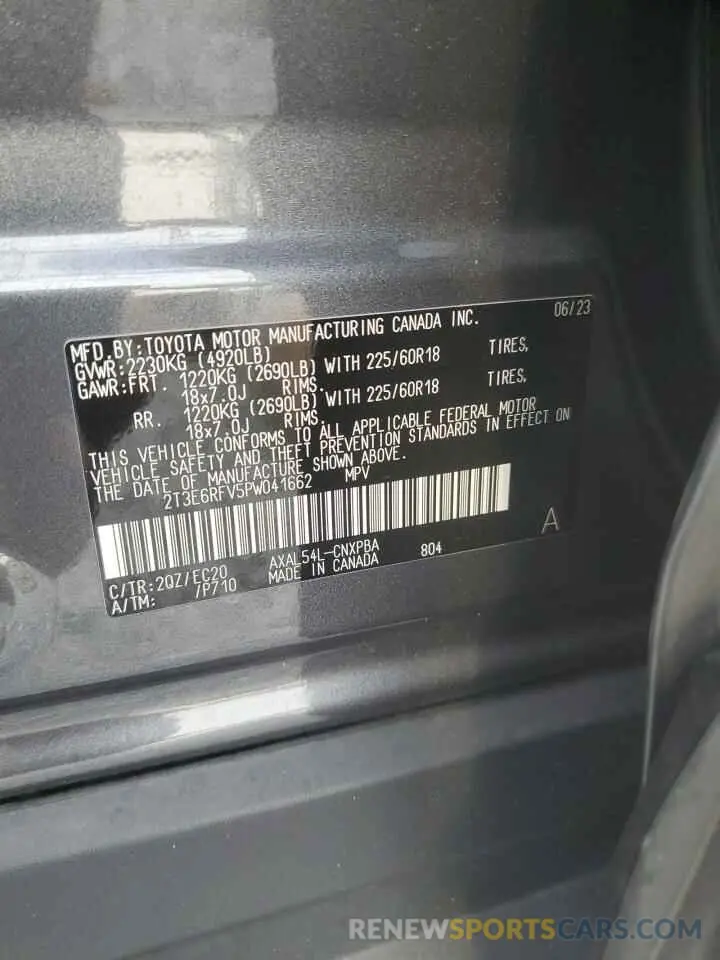 06/23
MFD.BY:TOYOTA MOTOR MANUFACTURING CANADA INC.
GVWR:2230KG (4920LB)
GAWR:FRT. 1220KG (2690LB) WITH 225/60R18 TIRES,
18x7.0J RIMS.
RR. 1220KG (2690LB) WITH 225/60R18 TIRES,
18x7.0J RIMS.
THIS VEHICLE CONFORMS TO ALL APPLICABLE FEDERAL MOTOR
VEHICLE SAFETY AND THEFT PREVENTION STANDARDS IN EFFECT ON
THE DATE OF MANUFACTURE SHOWN ABOVE.
2T3E6RFV5PW041662 MPV
A
C/TR:2QZ/EC20 AXAL54L-CNXPBA 804
A/TM: /P710 MADE IN CANADA
RENEWSPORTSCARS.COM